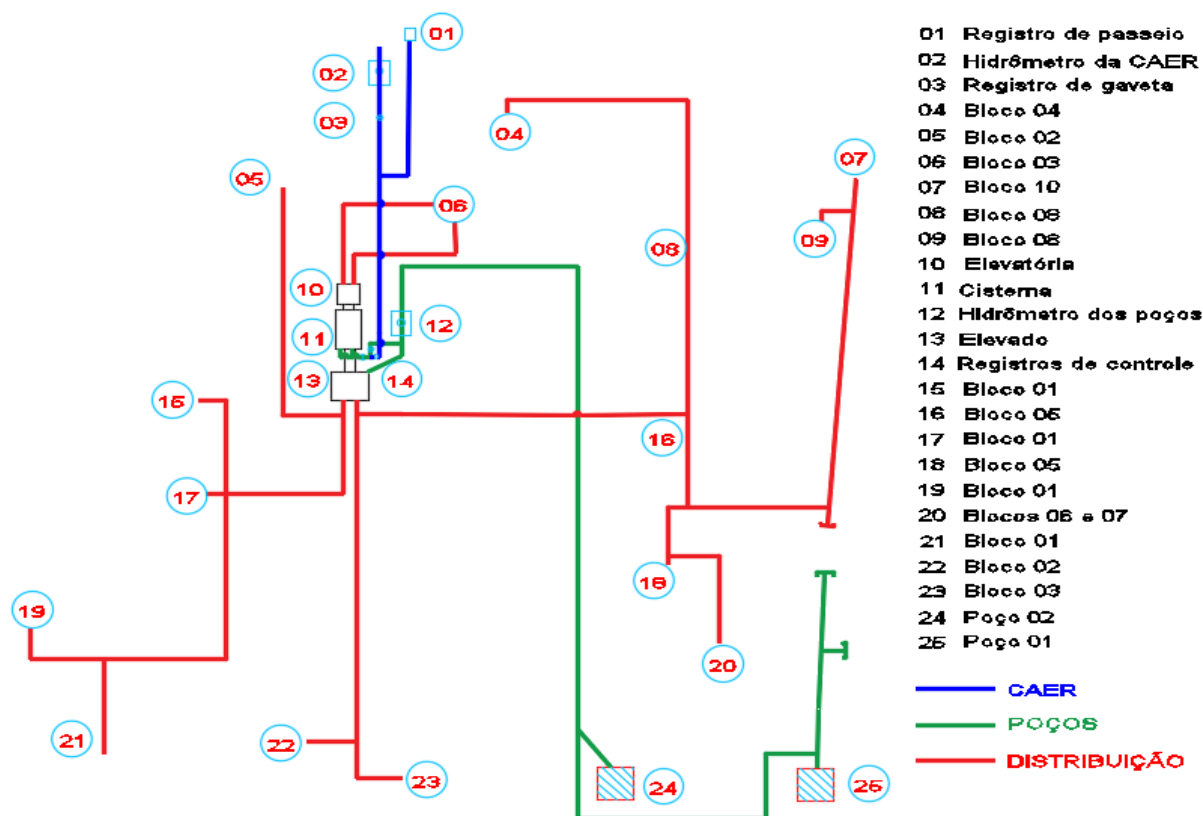 01
02
03
04
05
07
06
09
08
10
12
11
13
14
15
16
17
18
19
20
21
22
23
24
25
01 Registro de passeio
02 Hidrômetro da CAER
03 Registro de gaveta
04 Bloco 04
05 Bloco 02
06 Bloco 03
07 Bloco 10
08 Bloco 08
09 Bloco 08
10 Elevatória
11 Cisterna
12 Hidrômetro dos poços
13 Elevado
14 Registros de controle
15 Bloco 01
16 Bloco 05
17 Bloco 01
18 Bloco 05
19 Bloco 01
20 Blocos 06 e 07
21 Bloco 01
22 Bloco 02
23 Bloco 03
24 Poço 02
25 Poço 01
CAER
POÇOS
DISTRIBUIÇÃO